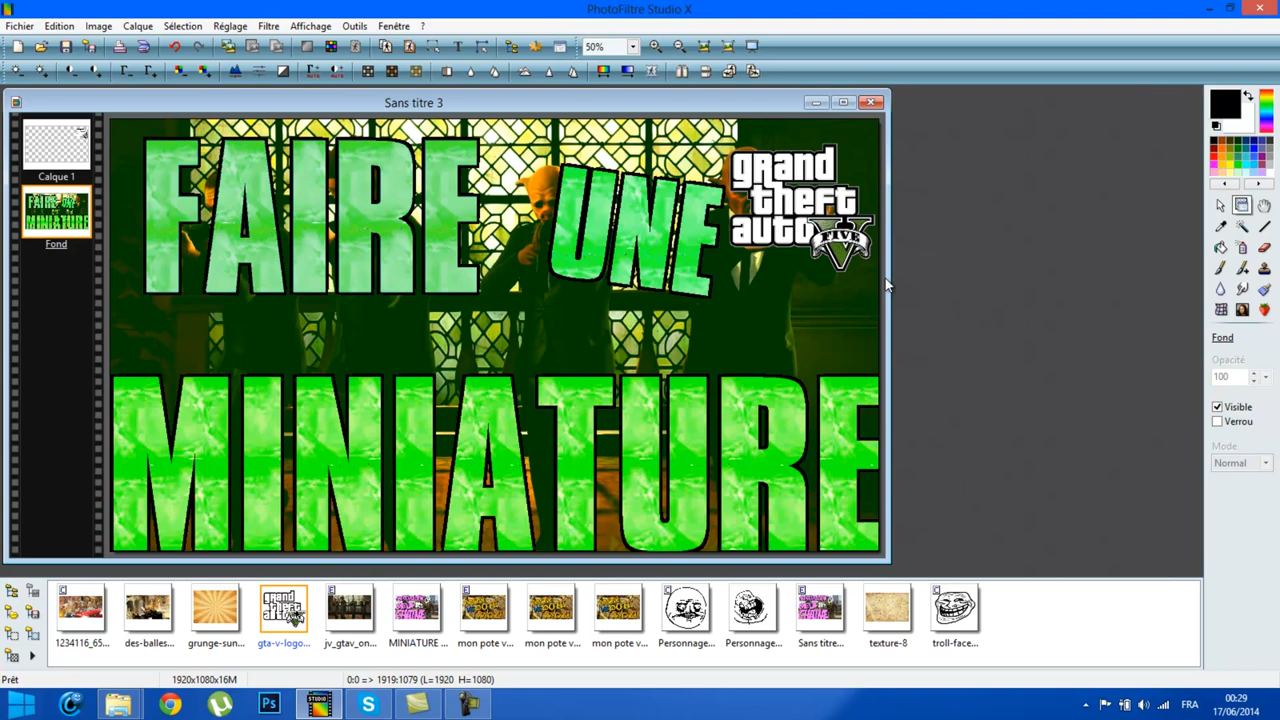 PhotoFiltre Studio X
Fichier Edition Image Calque Sélection Réglage Filtre Affichage Outils Fenêtre ?
50%
Sans titre 3
Calque 1
Fond
FAIRE UNE
grand theft auto V
FIVE
MINIATURE
Fond
Opacité
100
Visible
Verrou
Mode
Normal
1234116_65... des-balles... grunge-sun... gta-v-logo... jv_gtav_on... MINIATURE ... mon pote v... mon pote v... mon pote v... Personnage... Personnage... Sans titre... texture-8 troll-face...
Prêt 1920x1080x16M 0:0 => 1919:1079 (L=1920 H=1080)
Ps STUDIO FRA 00:29
17/06/2014